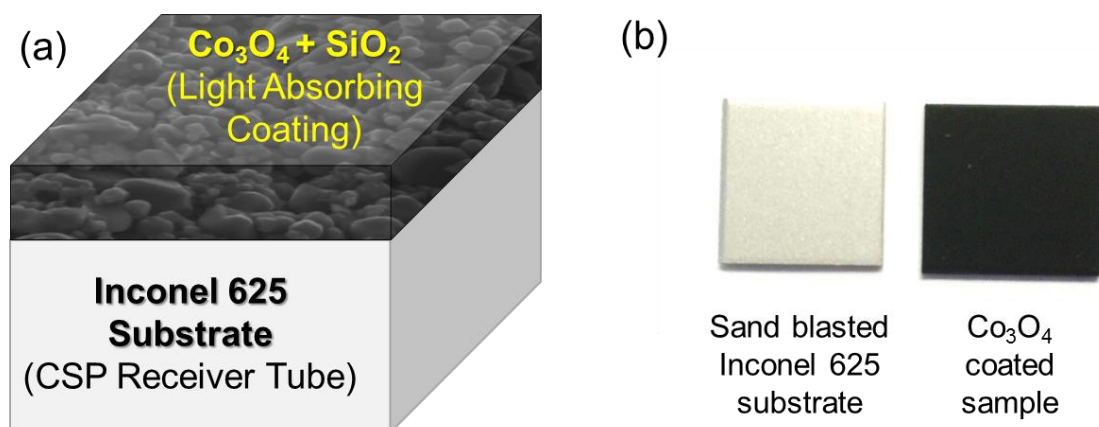 (a)
Co₃O₄ + SiO₂
(Light Absorbing
Coating)
Inconel 625
Substrate
(CSP Receiver Tube)
(b)
Sand blasted
Inconel 625
substrate
Co₃O₄
coated
sample